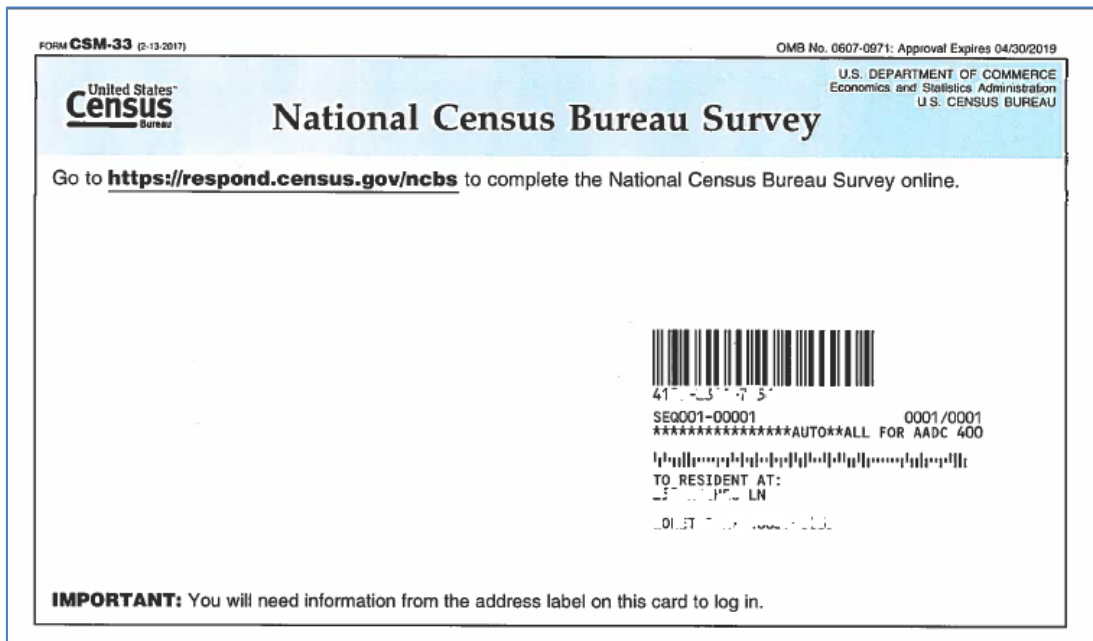 FORM CSM-33 (2-13-2017)
OMB No. 0607-0971: Approval Expires 04/30/2019
United States™
Census
Bureau
National Census Bureau Survey
U.S. DEPARTMENT OF COMMERCE
Economics and Statistics Administration
U.S. CENSUS BUREAU
Go to https://respond.census.gov/ncbs to complete the National Census Bureau Survey online.
SEQ001-00001 0001/0001
****************AUTO**ALL FOR AADC 400
TO RESIDENT AT:
LN
IMPORTANT: You will need information from the address label on this card to log in.